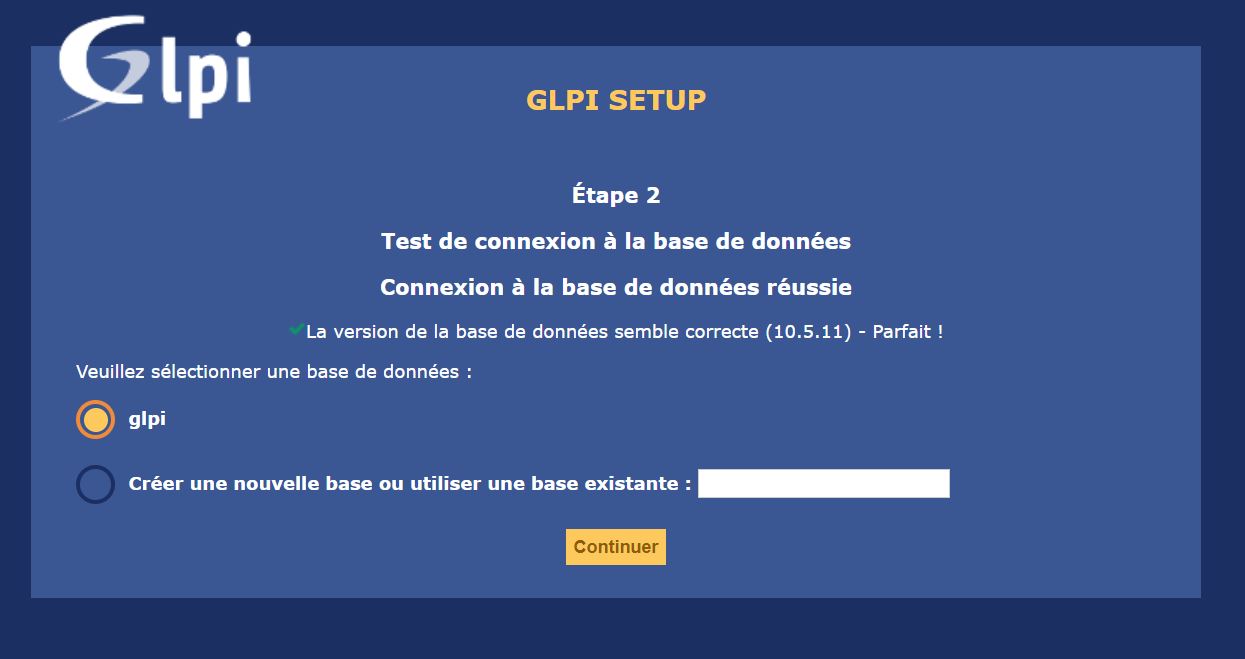 Glpi
GLPI SETUP
Étape 2
Test de connexion à la base de données
Connexion à la base de données réussie
La version de la base de données semble correcte (10.5.11) - Parfait !
Veuillez sélectionner une base de données :
glpi
Créer une nouvelle base ou utiliser une base existante :
Continuer